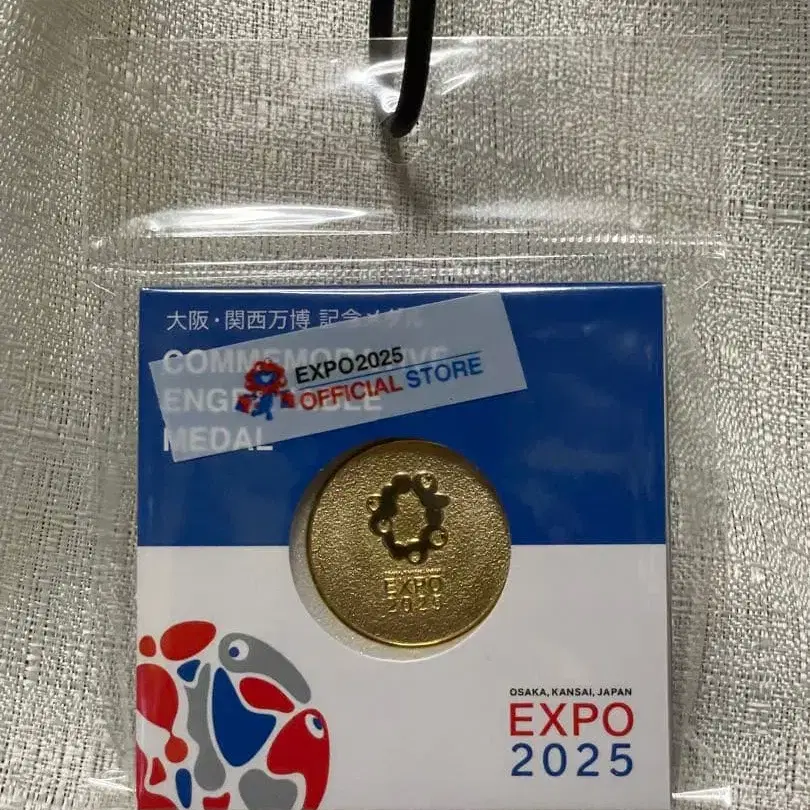 大阪・関西万博 記念メダル
COMMEMORATIVE
ENGRAVABLE
MEDAL
EXPO2025
OFFICIAL STORE
EXPO
2025
OSAKA, KANSAI, JAPAN
EXPO
2025